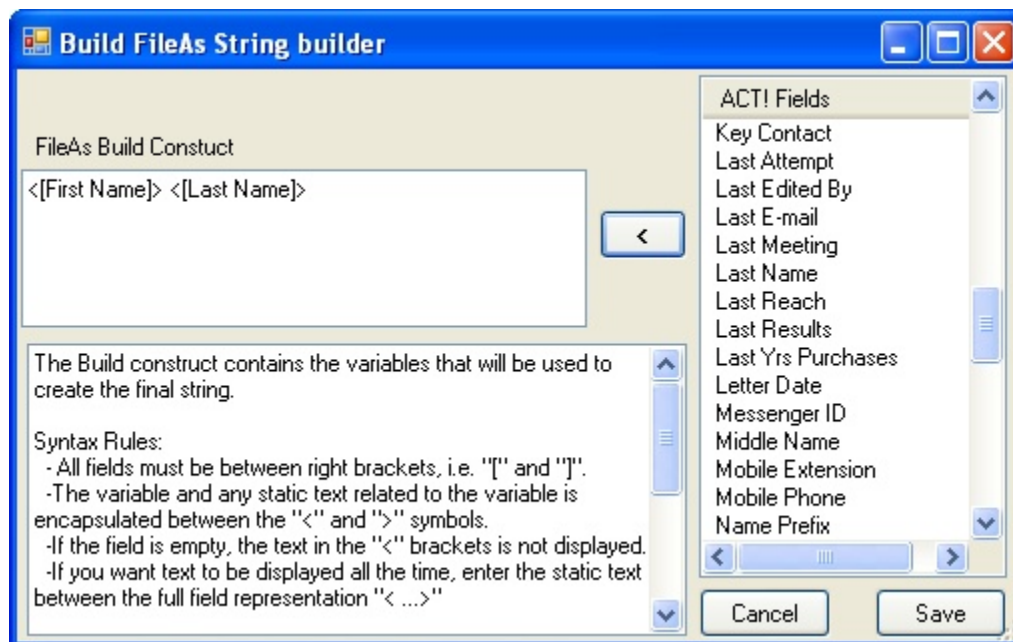 Build FileAs String builder
FileAs Build Constuct
<[First Name]> <[Last Name]>
<
The Build construct contains the variables that will be used to
create the final string.
Syntax Rules:
- All fields must be between right brackets, i.e. "[" and "]".
-The variable and any static text related to the variable is
encapsulated between the "<" and ">" symbols.
-If the field is empty, the text in the "<" brackets is not displayed.
-If you want text to be displayed all the time, enter the static text
between the full field representation "< ...>"
ACT! Fields
Key Contact
Last Attempt
Last Edited By
Last E-mail
Last Meeting
Last Name
Last Reach
Last Results
Last Yrs Purchases
Letter Date
Messenger ID
Middle Name
Mobile Extension
Mobile Phone
Name Prefix
Cancel
Save